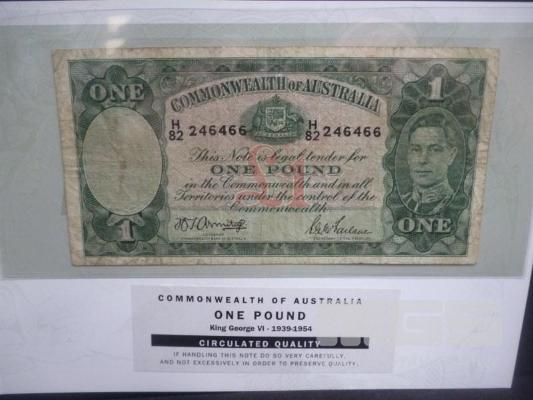 COMMONWEALTH OF AUSTRALIA
ONE
1
H 82 246466
H 82 246466
AUSTRALIA
This Note is legal tender for
ONE POUND
in the Commonwealth and in all
Territories under the control of the
Commonwealth
£1
1
ONE
COMMONWEALTH OF AUSTRALIA
ONE POUND
King George VI - 1939-1954
CIRCULATED QUALITY
IF HANDLING THIS NOTE DO SO VERY CAREFULLY,
AND NOT EXCESSIVELY IN ORDER TO PRESERVE QUALITY.